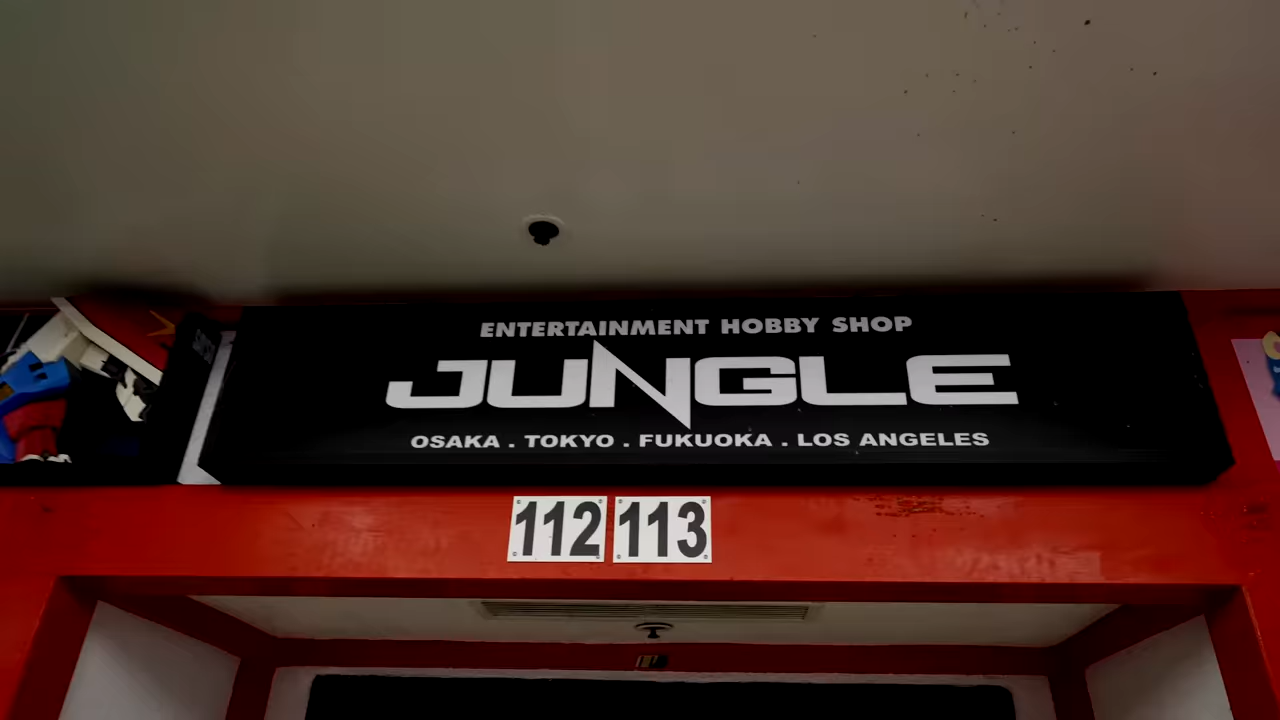 ENTERTAINMENT HOBBY SHOP
JUNGLE
OSAKA . TOKYO . FUKUOKA . LOS ANGELES
112 113